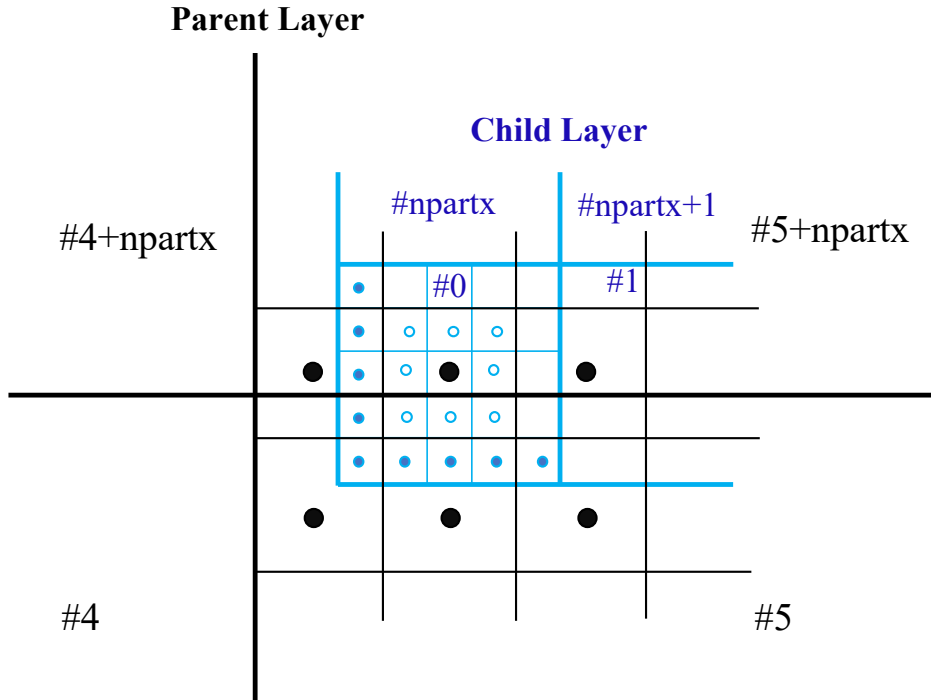 Parent Layer
Child Layer
#npartx
#npartx+1
#4+npartx
#5+npartx
#0
#1
#4
#5